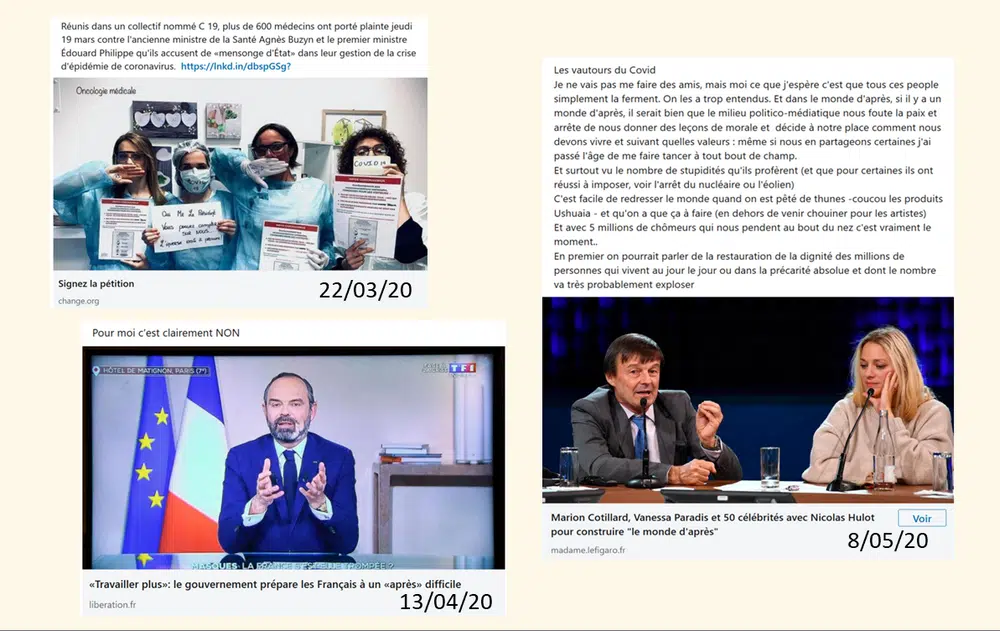 Réunis dans un collectif nommé C 19, plus de 600 médecins ont porté plainte jeudi
19 mars contre l'ancienne ministre de la Santé Agnès Buzyn et le premier ministre
Édouard Philippe qu'ils accusent de «mensonge d'État» dans leur gestion de la crise
d'épidémie de coronavirus. https://lnkd.in/dbspGSg?
Oncologie médicale
COVID19
Oui Mr Le Président
Vous pouvez compter
sur NOUS...
Signez la pétition
change.org
22/03/20
Pour moi c'est clairement NON
HÔTEL DE MATIGNON, PARIS (7e)
TF1
MASQUES: LA FRANCE S'EST-ELLE TROMPÉE ?
«Travailler plus»: le gouvernement prépare les Français à un «après» difficile
liberation.fr
13/04/20
Les vautours du Covid
Je ne vais pas me faire des amis, mais moi ce que j'espère c'est que tous ces people
simplement la ferment. On les a trop entendus. Et dans le monde d'après, si il y a un
monde d'après, il serait bien que le milieu politico-médiatique nous foute la paix et
arrête de nous donner des leçons de morale et décide à notre place comment nous
devons vivre et suivant quelles valeurs : même si nous en partageons certaines j'ai
passé l'âge de me faire tancer à tout bout de champ.
Et surtout vu le nombre de stupidités qu'ils profèrent (et que pour certaines ils ont
réussi à imposer, voir l'arrêt du nucléaire ou l'éolien)
C'est facile de redresser le monde quand on est pêté de thunes -coucou les produits
Ushuaia - et qu'on a que ça à faire (en dehors de venir chouiner pour les artistes)
Et avec 5 millions de chômeurs qui nous pendent au bout du nez c'est vraiment le
moment..
En premier on pourrait parler de la restauration de la dignité des millions de
personnes qui vivent au jour le jour ou dans la précarité absolue et dont le nombre
va très probablement exploser
Marion Cotillard, Vanessa Paradis et 50 célébrités avec Nicolas Hulot
pour construire "le monde d'après"
Voir
madame.lefigaro.fr
8/05/20